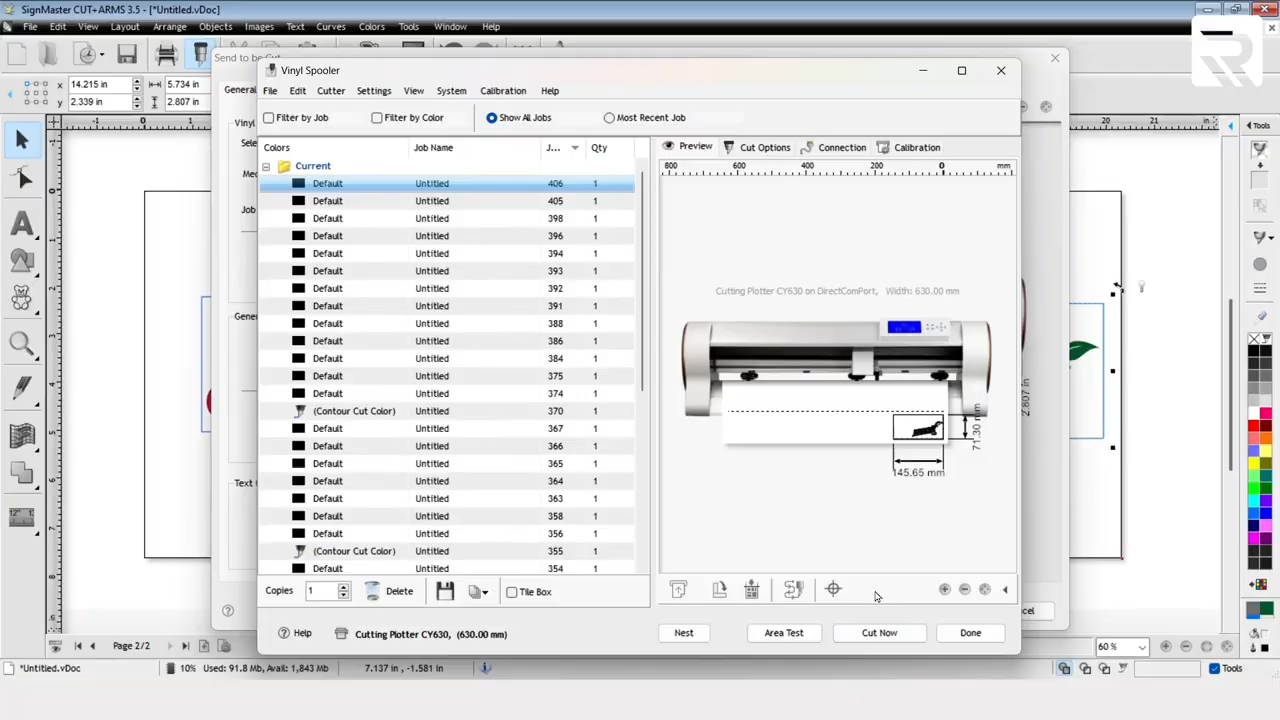 SignMaster CUT+ARMS 3.5 - [*Untitled.vDoc]
File Edit View Layout Arrange Objects Images Text Curves Colors Tools Window Help
Send to be Cut
x 14.215 in 5.734 in
y 2.339 in 2.807 in
General
Vinyl Spooler
File Edit Cutter Settings View System Calibration Help
Filter by Job Filter by Color Show All Jobs Most Recent Job
Colors Job Name J... Qty
Current
Default Untitled 406 1
Default Untitled 405 1
Default Untitled 398 1
Default Untitled 396 1
Default Untitled 394 1
Default Untitled 393 1
Default Untitled 392 1
Default Untitled 391 1
Default Untitled 388 1
Default Untitled 386 1
Default Untitled 384 1
Default Untitled 375 1
Default Untitled 374 1
(Contour Cut Color) Untitled 370 1
Default Untitled 367 1
Default Untitled 366 1
Default Untitled 365 1
Default Untitled 364 1
Default Untitled 363 1
Default Untitled 358 1
Default Untitled 356 1
(Contour Cut Color) Untitled 355 1
Default Untitled 354 1
Preview Cut Options Connection Calibration
800 600 400 200 0 mm
Cutting Plotter CY630 on DirectComPort, Width: 630.00 mm
71.30 mm
145.65 mm
Copies 1 Delete Tile Box
Nest Area Test Cut Now Done
Help Cutting Plotter CY630, (630.00 mm)
2.807 in
Tools
Page 2/2
60 %
*Untitled.vDoc 10% Used: 91.8 Mb, Avail: 1,843 Mb 7.137 in , -1.581 in Tools